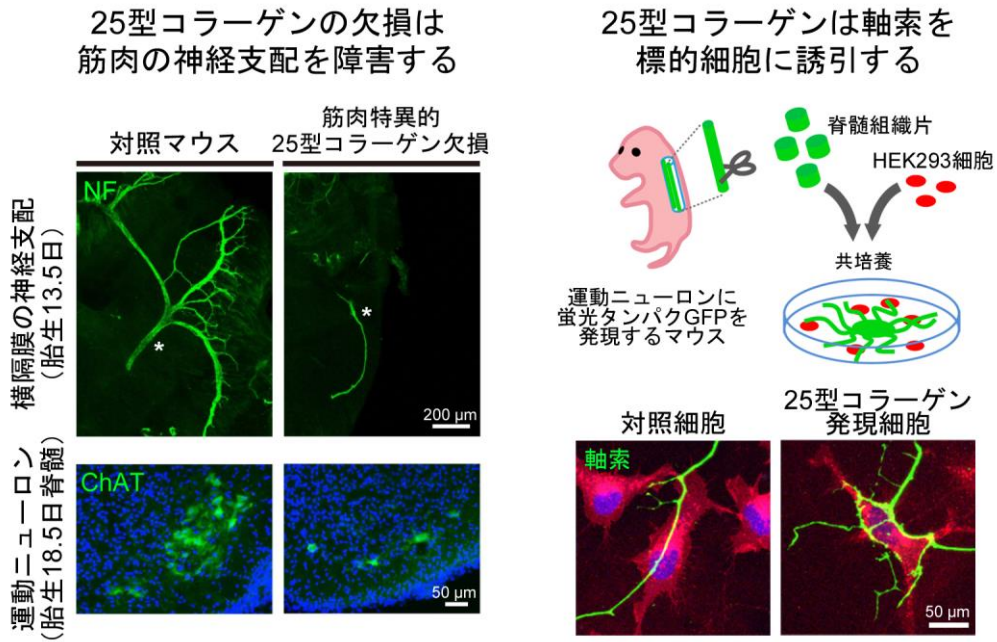 25型コラーゲンの欠損は
筋肉の神経支配を障害する
対照マウス
筋肉特異的
25型コラーゲン欠損
横隔膜の神経支配
(胎生13.5日)
NF
*
*
200 μm
運動ニューロン
(胎生18.5日脊髄)
ChAT
50 μm
25型コラーゲンは軸索を
標的細胞に誘引する
脊髄組織片
HEK293細胞
共培養
運動ニューロンに
蛍光タンパクGFPを
発現するマウス
対照細胞
25型コラーゲン
発現細胞
軸索
50 μm